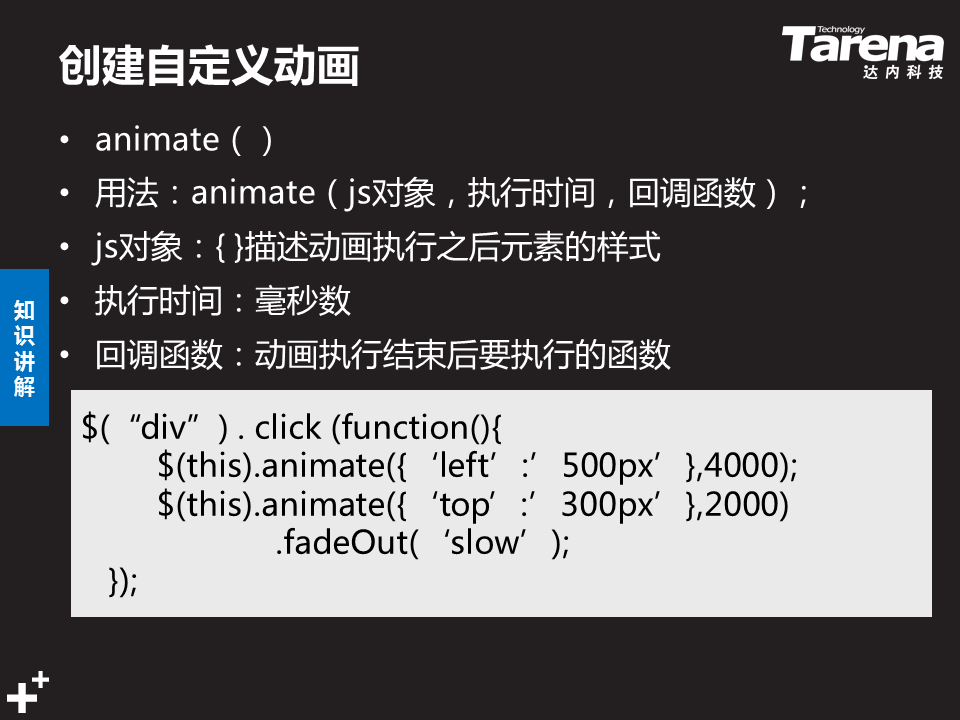 创建自定义动画
Technology
Tarena
达内科技
• animate（ ）
• 用法：animate（js对象，执行时间，回调函数）；
• js对象：{ }描述动画执行之后元素的样式
• 执行时间：毫秒数
• 回调函数：动画执行结束后要执行的函数
知识讲解
$(“div”) . click (function(){
$(this).animate({‘left’:’500px’},4000);
$(this).animate({‘top’:’300px’},2000)
.fadeOut(‘slow’);
});